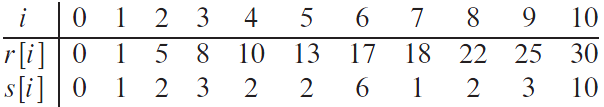 i 0 1 2 3 4 5 6 7 8 9 10
r[i] 0 1 5 8 10 13 17 18 22 25 30
s[i] 0 1 2 3 2 2 6 1 2 3 10